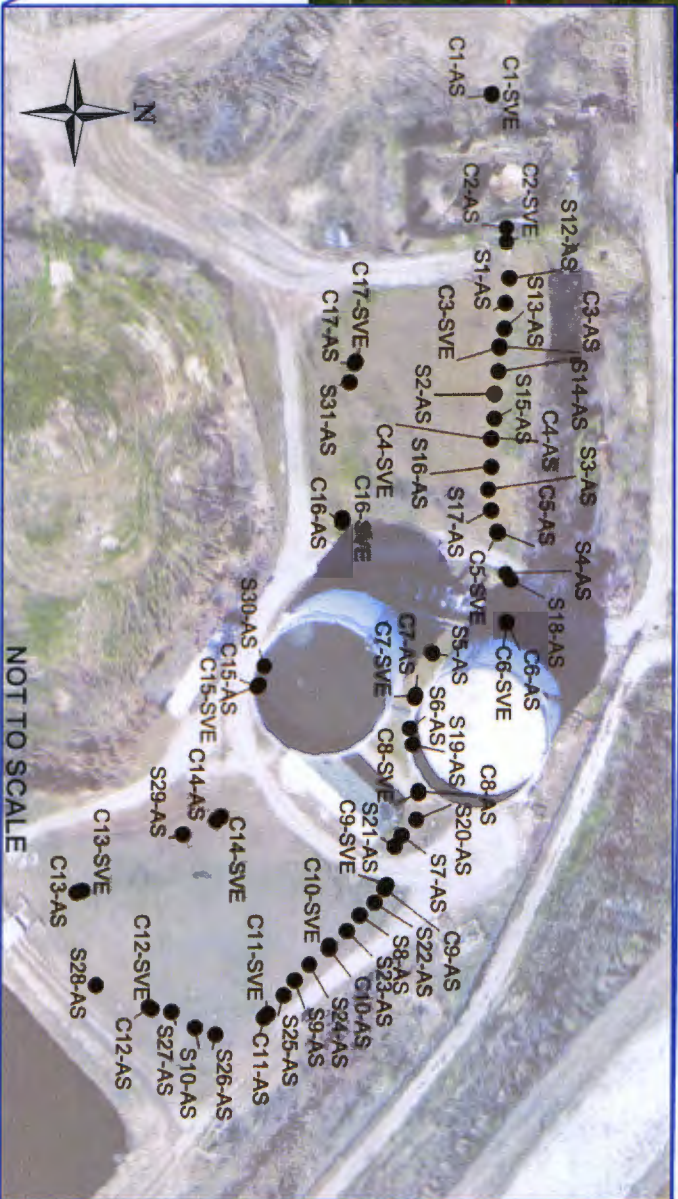 N
C1-SVE
C1-AS
C2-SVE
C2-AS
S12-AS
S1-AS
S13-AS
C3-AS
C3-SVE
S14-AS
S2-AS
S15-AS
C4-AS
C4-SVE
S16-AS
S3-AS
S17-AS
C5-AS
C5-SVE
S4-AS
S18-AS
C6-AS
C6-SVE
C17-SVE
C17-AS
S31-AS
C16-SVE
C16-AS
S5-AS
C7-AS
C7-SVE
S6-AS
S19-AS
C8-AS
C8-SVE
S20-AS
S7-AS
S21-AS
C9-SVE
C9-AS
S22-AS
S8-AS
S23-AS
C10-SVE
C10-AS
S24-AS
S9-AS
S25-AS
C11-SVE
C11-AS
S30-AS
C15-AS
C15-SVE
C14-AS
C14-SVE
S29-AS
C13-SVE
C13-AS
S28-AS
C12-SVE
C12-AS
S27-AS
S10-AS
S26-AS
NOT TO SCALE